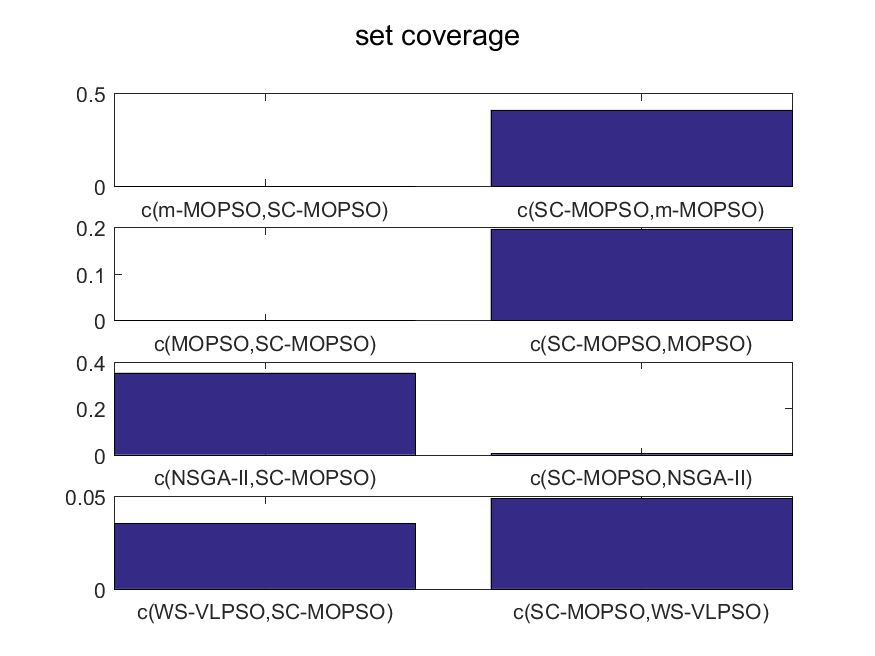 set coverage
0.5
0
c(m-MOPSO,SC-MOPSO) c(SC-MOPSO,m-MOPSO)
0.2
0.1
0
c(MOPSO,SC-MOPSO) c(SC-MOPSO,MOPSO)
0.4
0.2
0
c(NSGA-II,SC-MOPSO) c(SC-MOPSO,NSGA-II)
0.05
0
c(WS-VLPSO,SC-MOPSO) c(SC-MOPSO,WS-VLPSO)